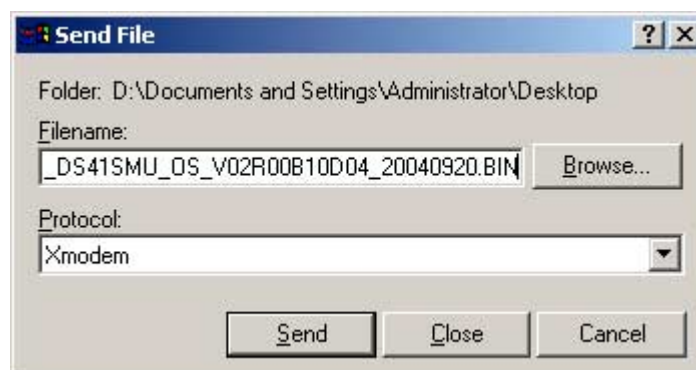 Send File
Folder: D:\Documents and Settings\Administrator\Desktop
Filename:
_DS41SMU_OS_V02R00B10D04_20040920.BIN
Browse...
Protocol:
Xmodem
Send Close Cancel